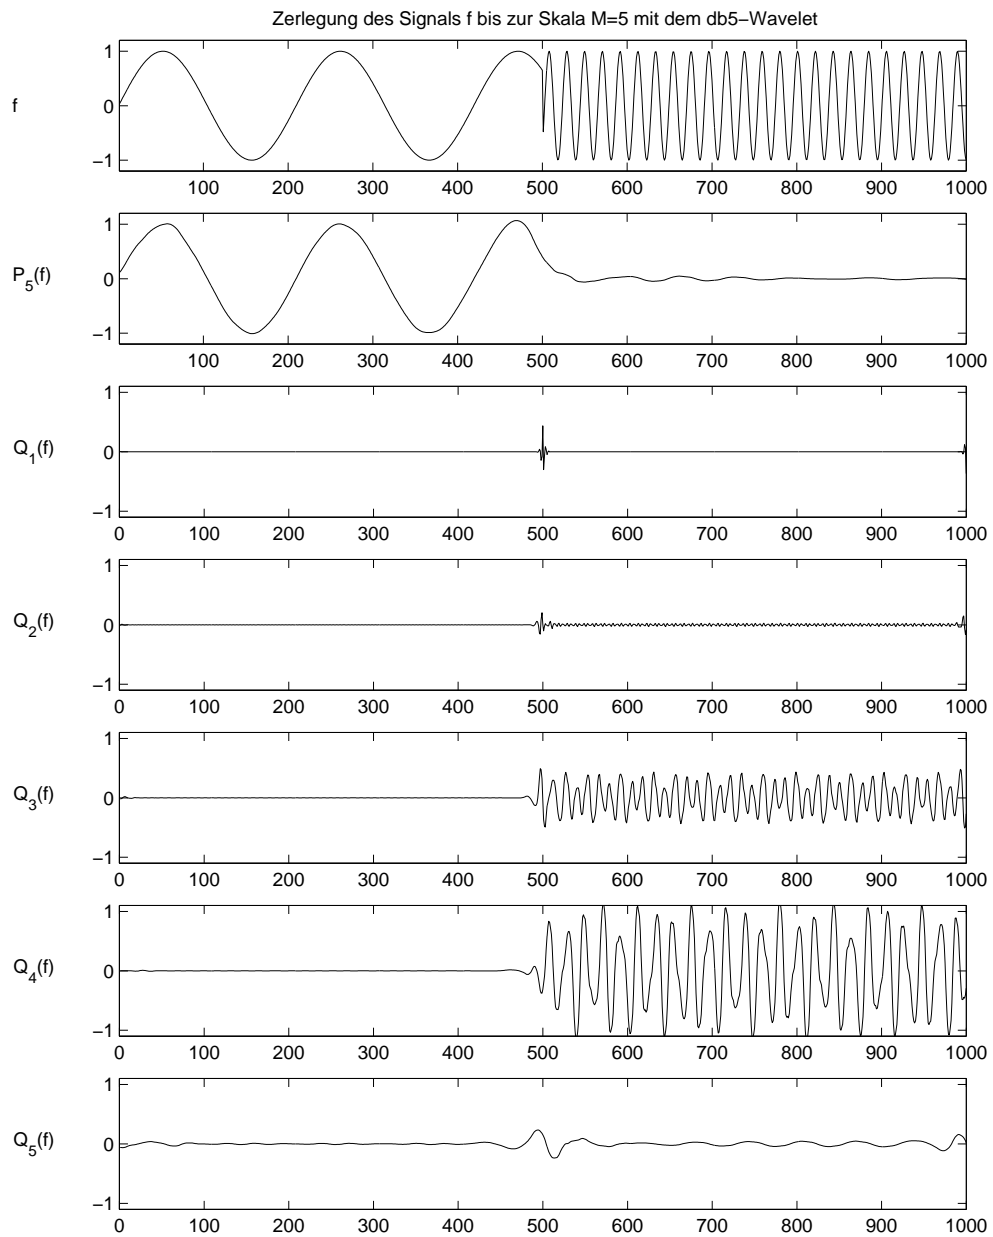 Zerlegung des Signals f bis zur Skala M=5 mit dem db5−Wavelet
f
1
0
−1
100 200 300 400 500 600 700 800 900 1000
P5(f)
1
0
−1
100 200 300 400 500 600 700 800 900 1000
Q1(f)
1
0
−1
0 100 200 300 400 500 600 700 800 900 1000
Q2(f)
1
0
−1
0 100 200 300 400 500 600 700 800 900 1000
Q3(f)
1
0
−1
0 100 200 300 400 500 600 700 800 900 1000
Q4(f)
1
0
−1
0 100 200 300 400 500 600 700 800 900 1000
Q5(f)
1
0
−1
0 100 200 300 400 500 600 700 800 900 1000